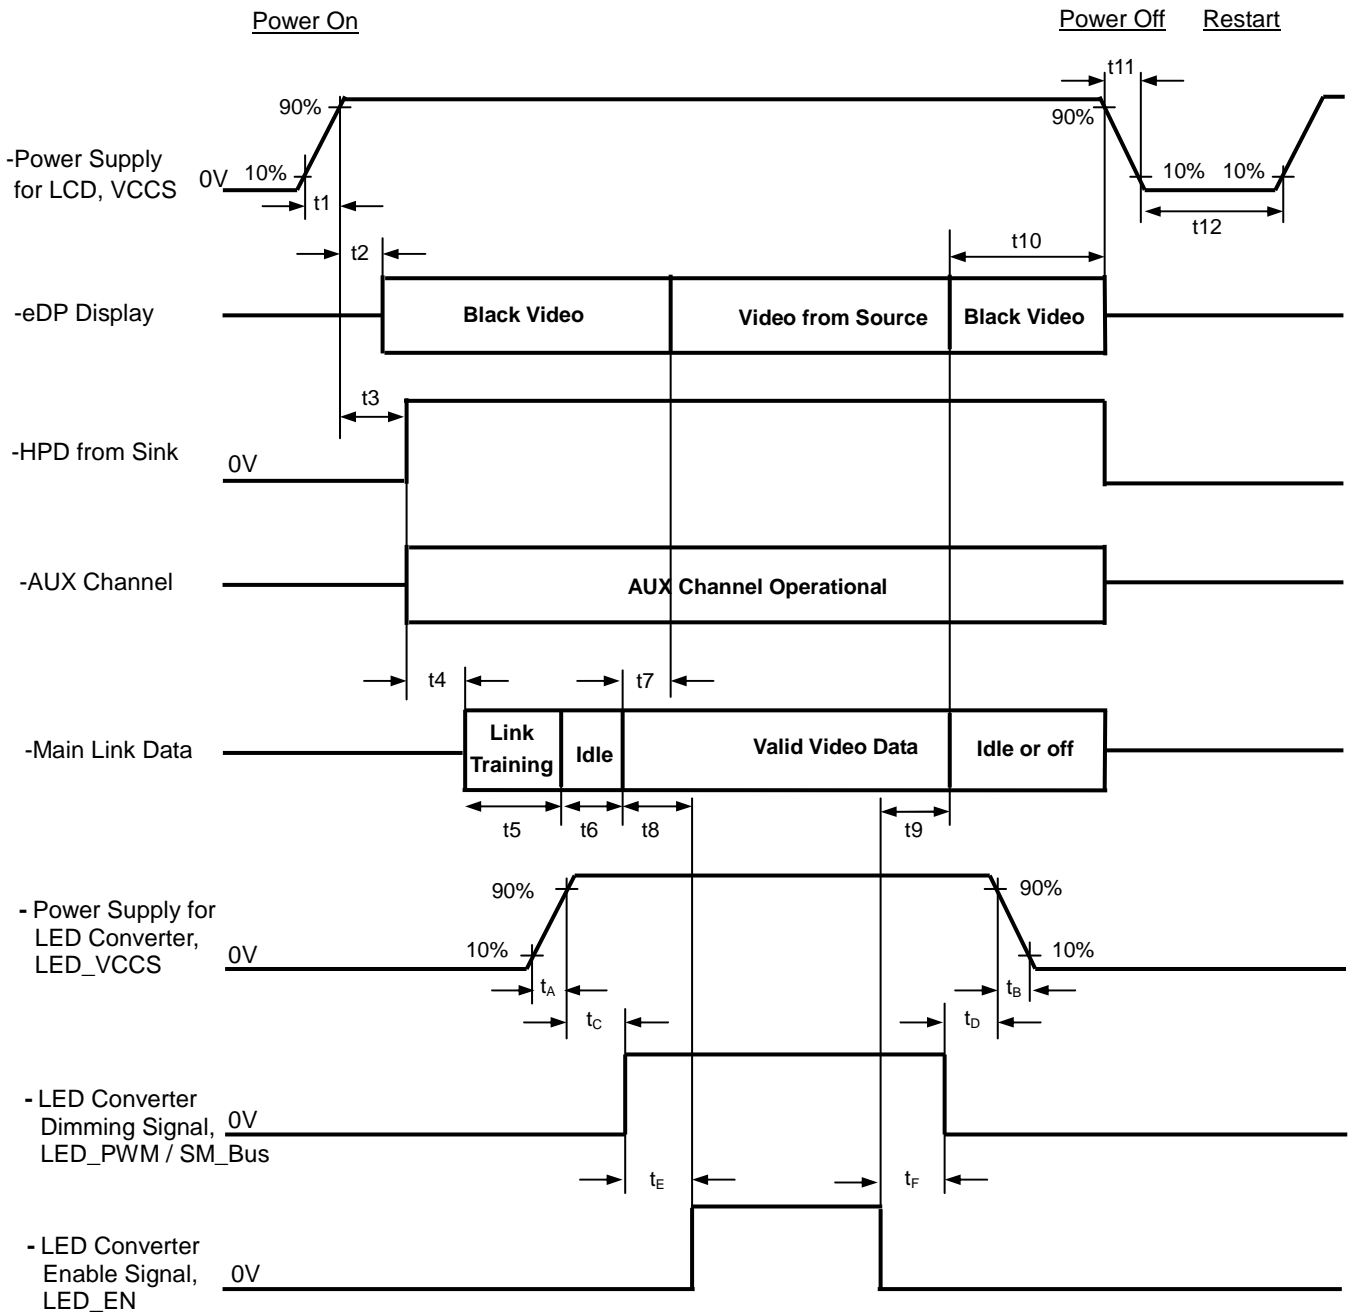 Power On
Power Off
Restart
t11
90%
90%
-Power Supply
for LCD, VCCS
0V
10%
10%
10%
t1
t12
t2
t10
-eDP Display
Black Video
Video from Source
Black Video
t3
-HPD from Sink
0V
-AUX Channel
AUX Channel Operational
t4
t7
-Main Link Data
Link
Training
Idle
Valid Video Data
Idle or off
t5
t6
t8
t9
90%
90%
- Power Supply for
LED Converter,
LED_VCCS
0V
10%
10%
tA
tB
tC
tD
- LED Converter
Dimming Signal,
LED_PWM / SM_Bus
0V
tE
tF
- LED Converter
Enable Signal,
LED_EN
0V